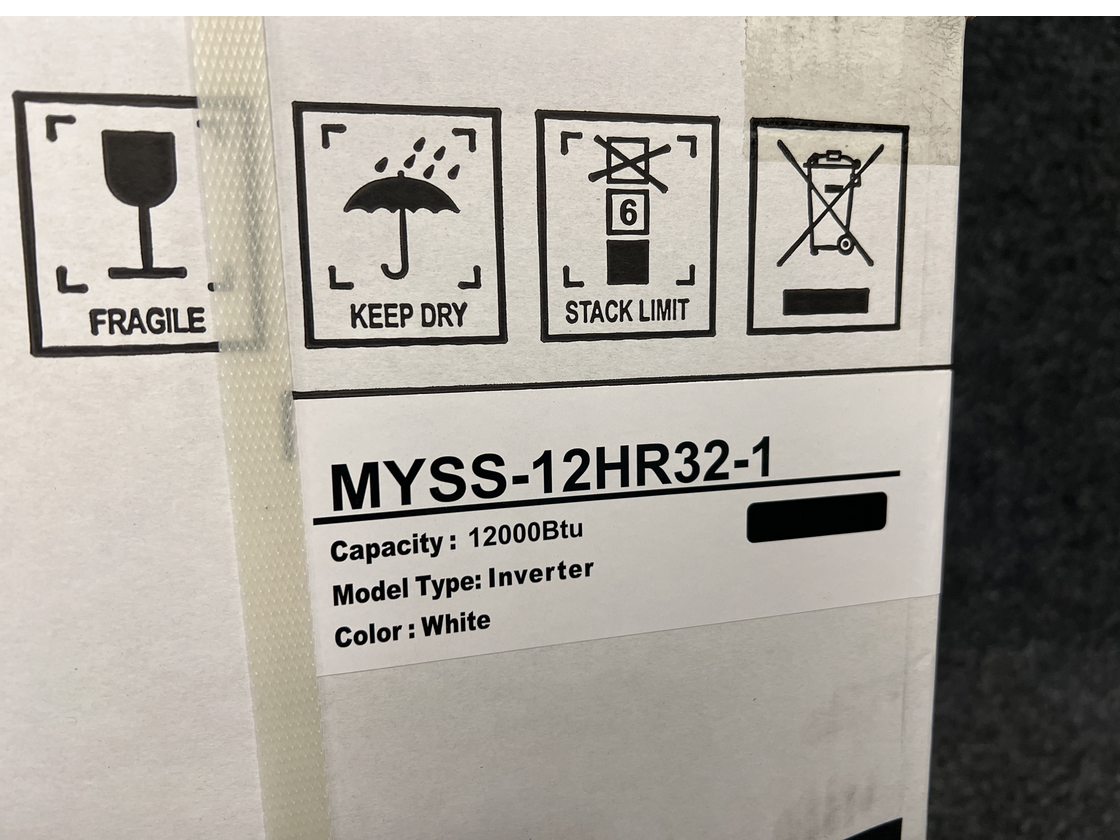 FRAGILE
KEEP DRY
6
STACK LIMIT
MYSS-12HR32-1
Capacity : 12000Btu
Model Type: Inverter
Color : White